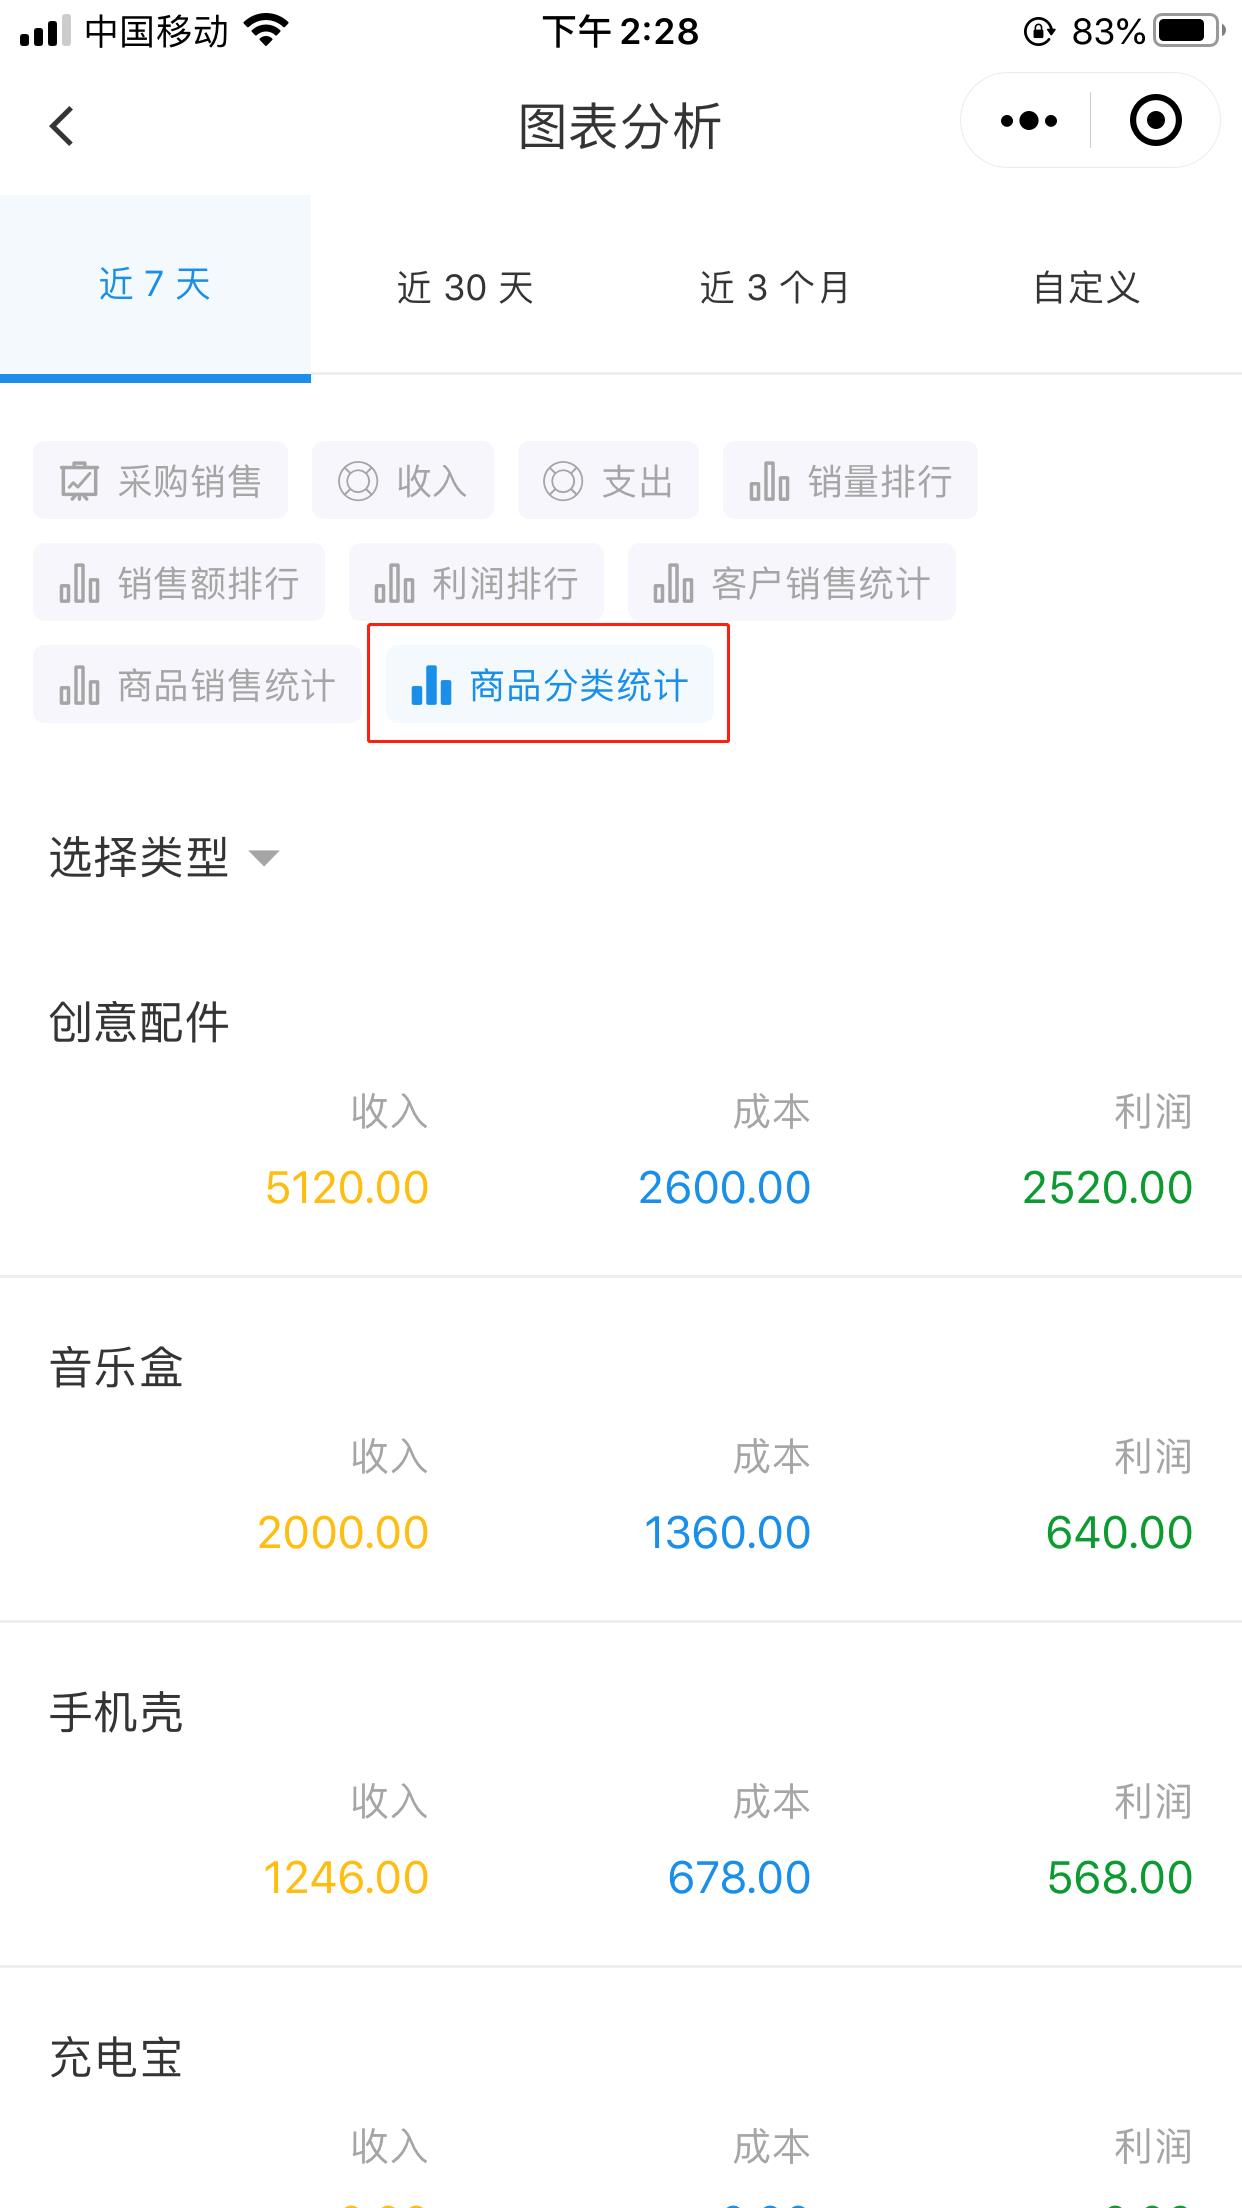 中国移动 下午 2:28 83%
图表分析
近 7 天 近 30 天 近 3 个月 自定义
采购销售 收入 支出 销量排行
销售额排行 利润排行 客户销售统计
商品销售统计 商品分类统计
选择类型
创意配件
收入 成本 利润
5120.00 2600.00 2520.00
音乐盒
收入 成本 利润
2000.00 1360.00 640.00
手机壳
收入 成本 利润
1246.00 678.00 568.00
充电宝
收入 成本 利润